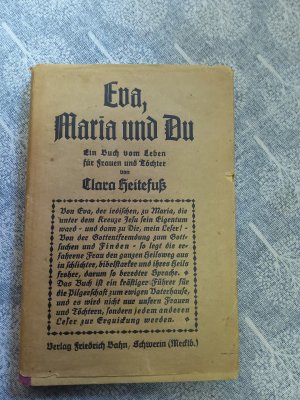 Eva,
Maria und Du
Ein Buch vom Leben
für Frauen und Töchter
von
Clara Heitefuß
Von Eva, der irdischen, zu Maria, die
unter dem Kreuze Jesu sein Eigentum
ward - und dann zu Dir, mein Leser! -
Von der Gottentfremdung zum Gott-
suchen und Finden - so legt die er-
fahrene Frau den ganzen Heilsweg aus
in schlichter, bibelstarker und ihres Heils
froher, darum so beredter Sprache.
Das Buch ist ein kräftiger Führer für
die Pilgerschaft zum ewigen Vaterhause,
und es wird nicht nur unsern Frauen
und Töchtern, sondern jedem anderen
Leser zur Erquickung werden.
Verlag Friedrich Bahn, Schwerin (Mecklb.)